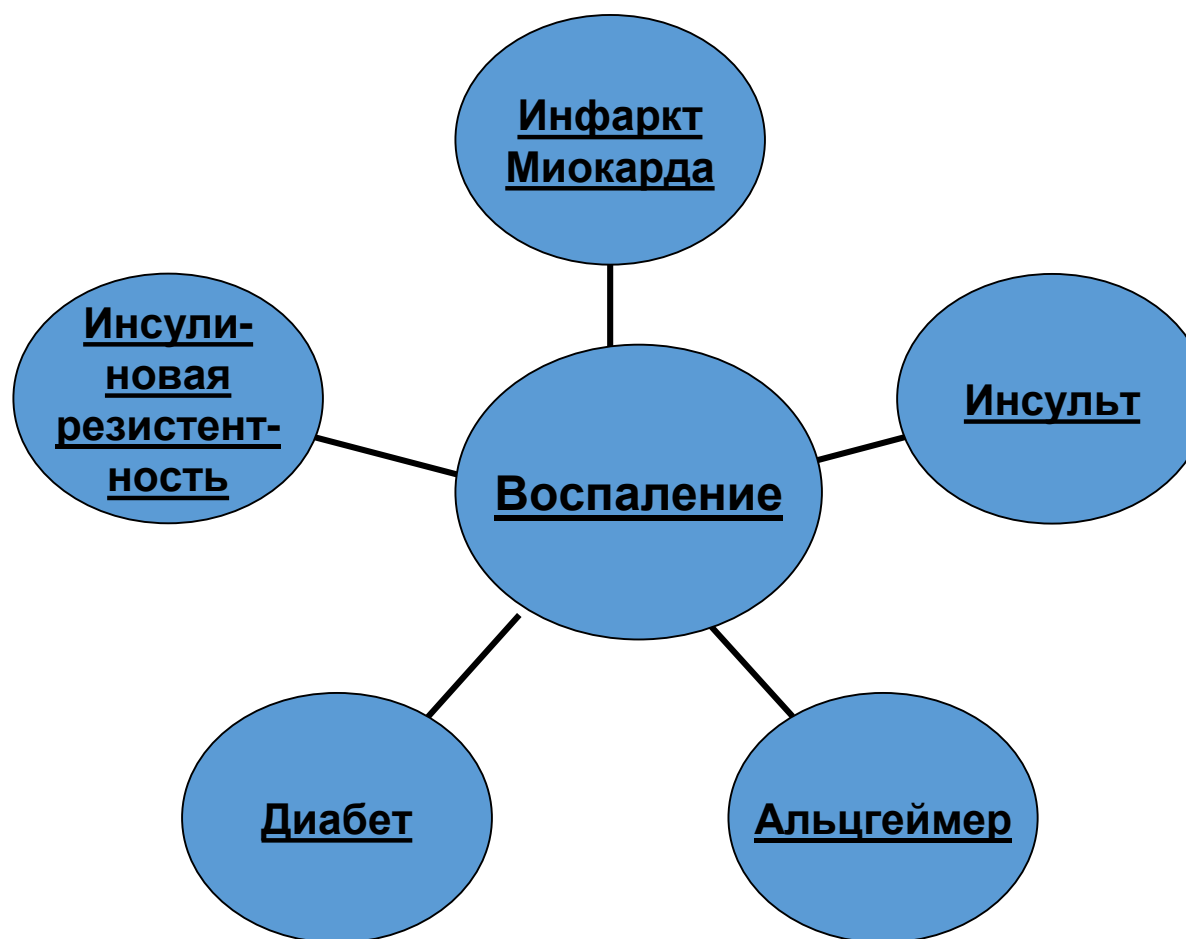 Инфаркт
Миокарда
Инсули-
новая
резистент-
ность
Инсульт
Воспаление
Диабет
Альцгеймер